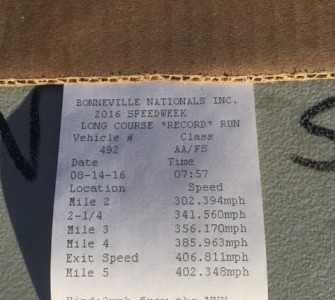 BONNEVILLE NATIONALS INC.
2016 SPEEDWEEK
LONG COURSE *RECORD* RUN
Vehicle # Class
492 AA/FS
Date Time
08-14-16 07:57
Location Speed
Mile 2 302.394mph
2-1/4 341.560mph
Mile 3 356.170mph
Mile 4 385.963mph
Exit Speed 406.811mph
Mile 5 402.348mph
from the